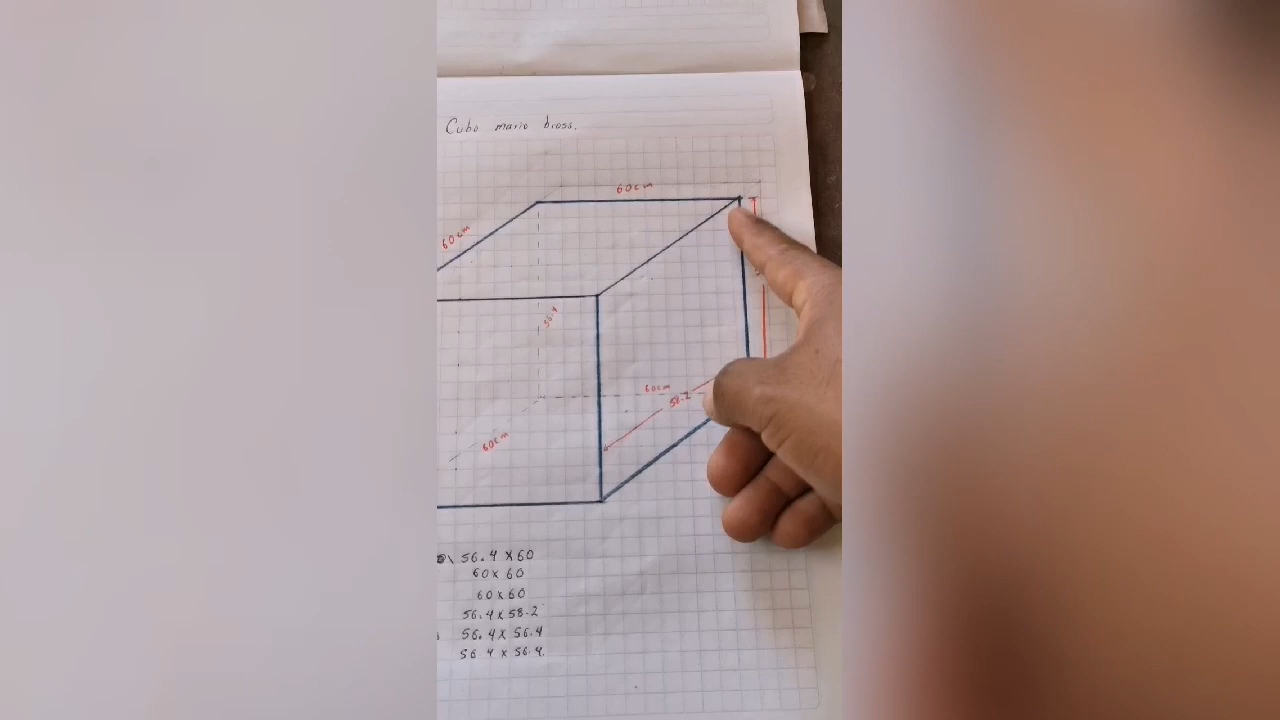 Cubo mario bross.
60cm
60cm
56.4
60cm
58.2
60cm
56.4 x 60
60 x 60
60 x 60
56.4 x 58.2
56.4 x 56.4
56.4 x 56.4.